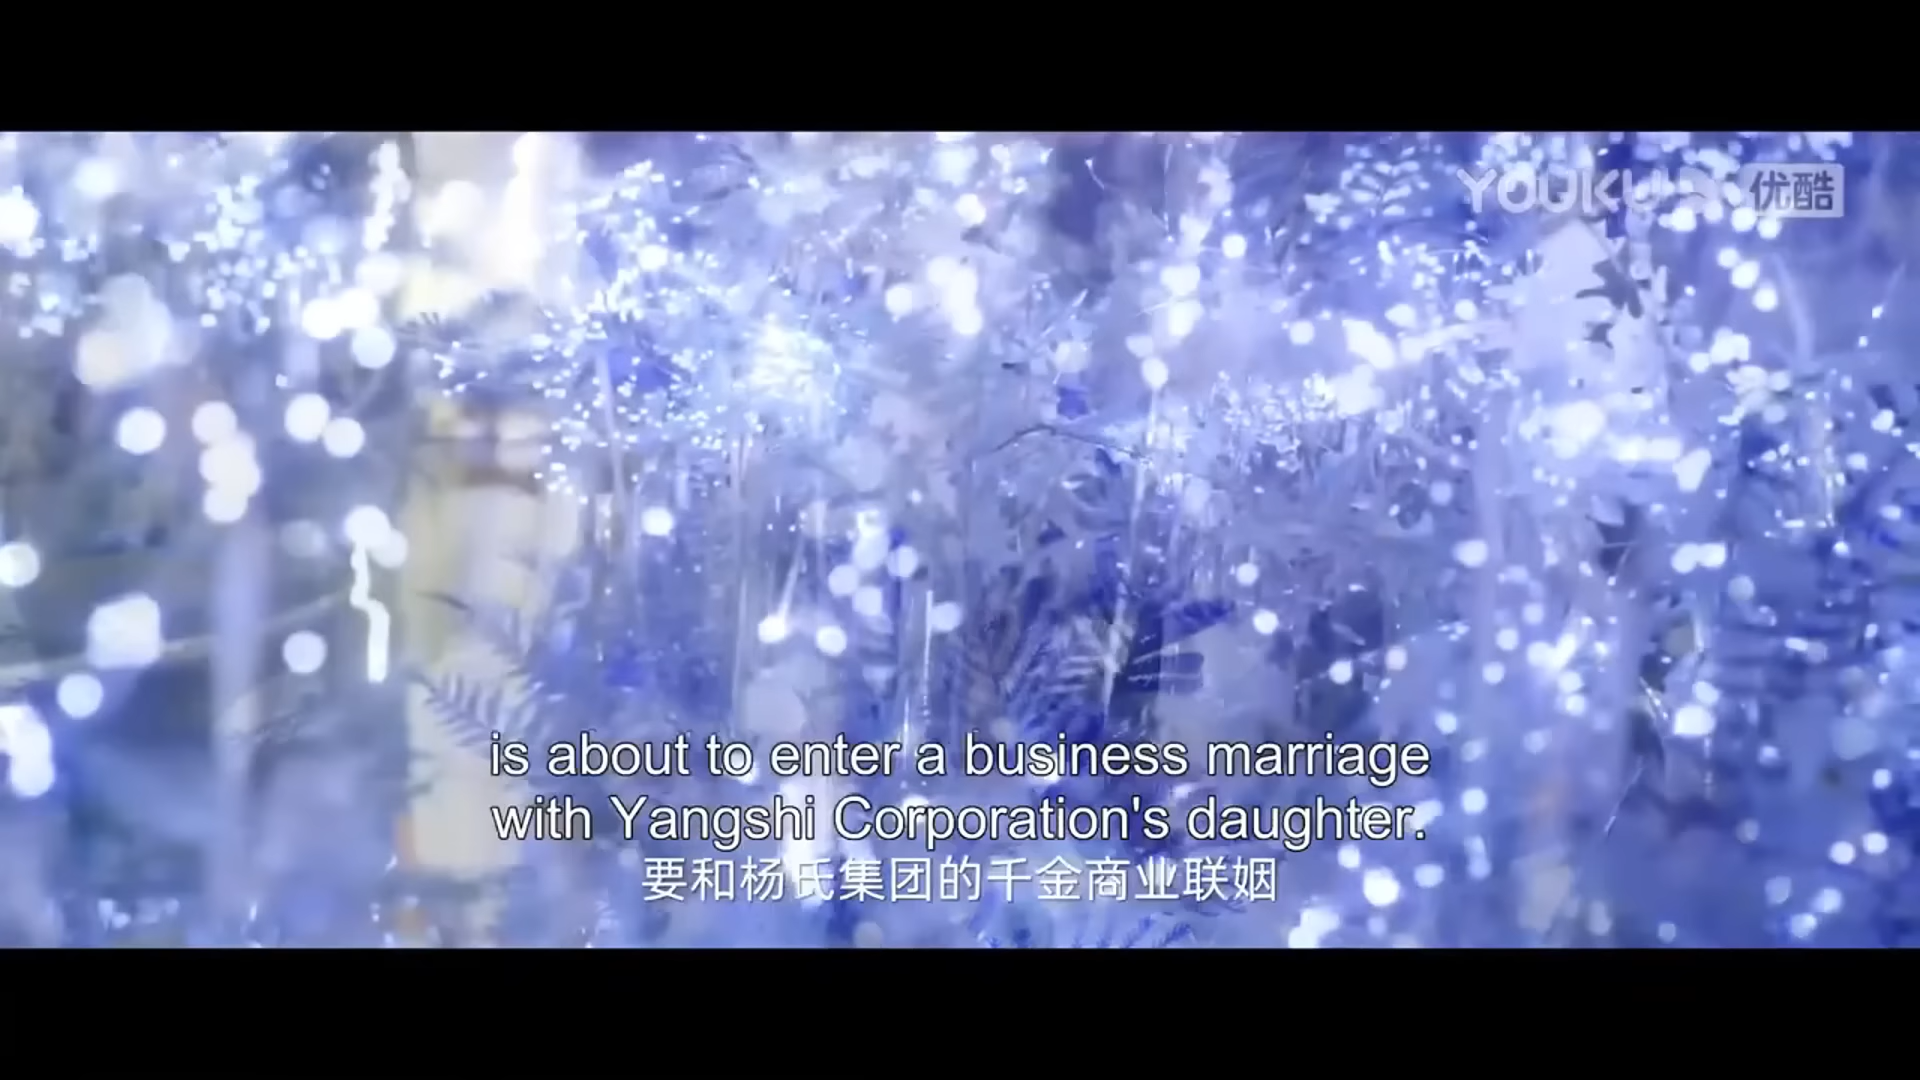 YOUKU 优酷
is about to enter a business marriage
with Yangshi Corporation's daughter.
要和杨氏集团的千金商业联姻